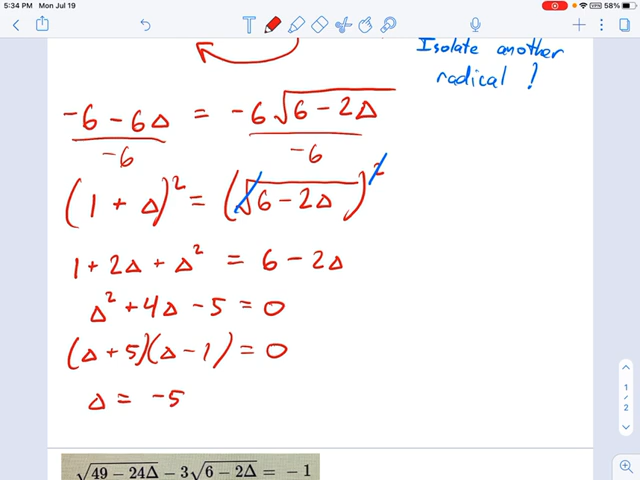 5:34 PM Mon Jul 19
58%
Isolate another
radical !
-6 - 6Δ = -6√(6 - 2Δ)
-6 -6
(1 + Δ)² = (√(6 - 2Δ))²
1 + 2Δ + Δ² = 6 - 2Δ
Δ² + 4Δ - 5 = 0
(Δ + 5)(Δ - 1) = 0
Δ = -5
√(49 - 24Δ) - 3√(6 - 2Δ) = -1
1
/
2